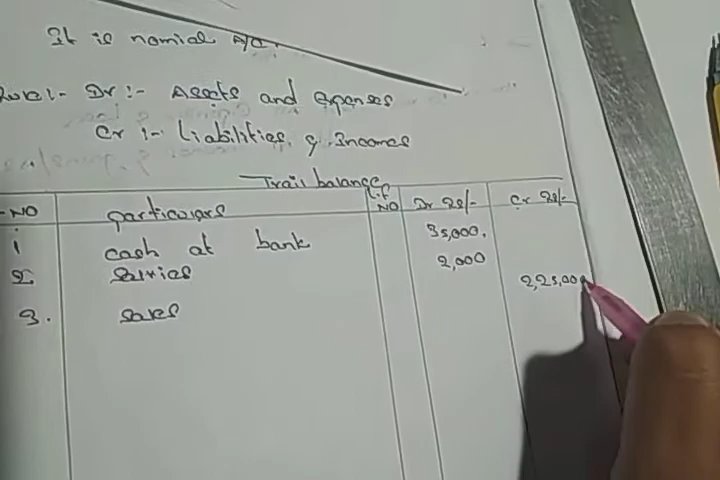 It is nomial A/C.
Rule:- Dr :- Assets and Expenses
Cr :- Liabilities & Incomes
Trail balance
NO particulars L.F NO Dr Rs/- Cr Rs/-
1 cash at bank 35,000.
2 salries 2,000
3. sales 2,25,000